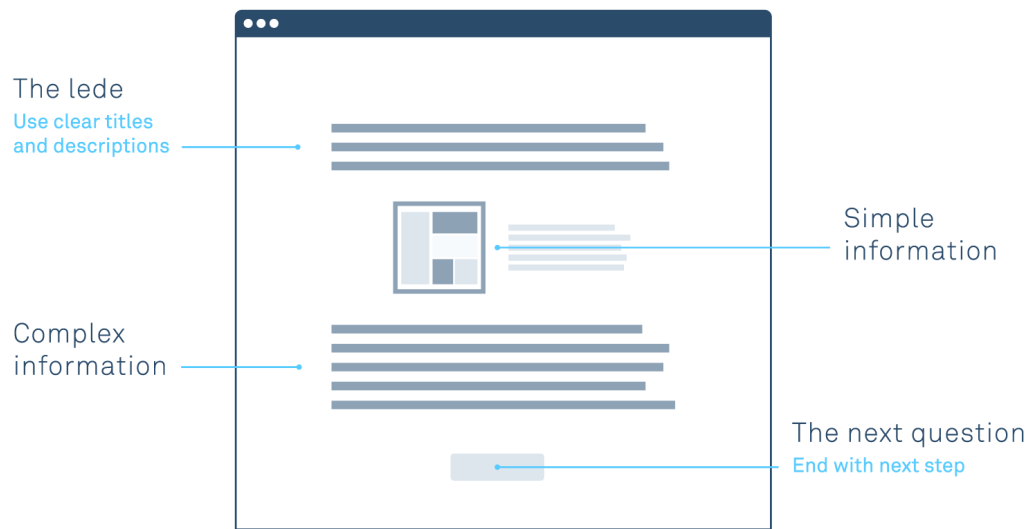 The lede
Use clear titles
and descriptions
Simple
information
Complex
information
The next question
End with next step